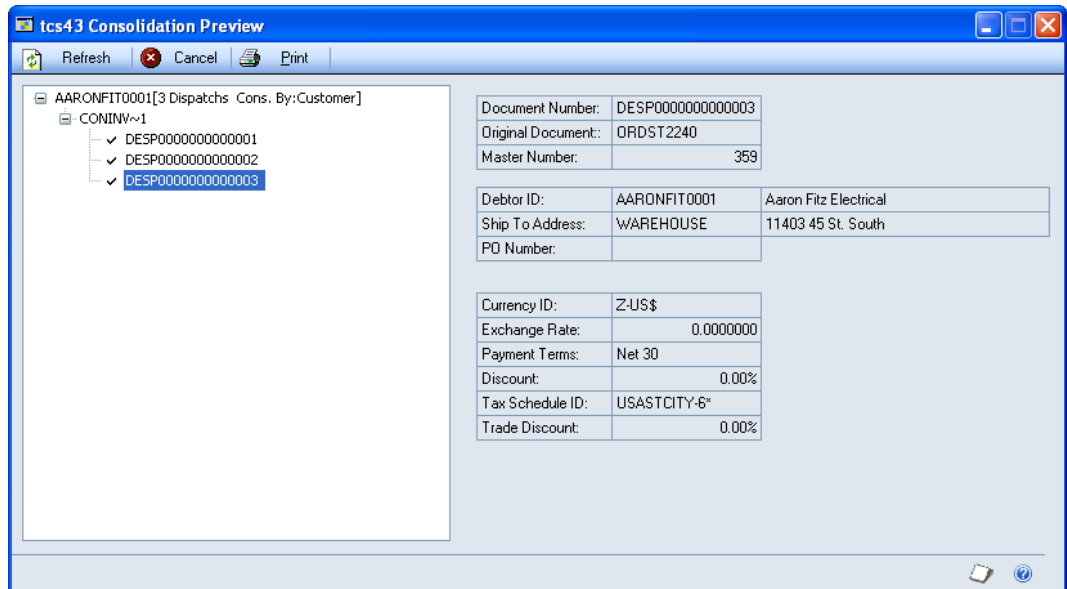 tcs43 Consolidation Preview
Refresh Cancel Print
AARONFIT0001[3 Dispatchs Cons. By:Customer]
CONINV~1
DESP0000000000001
DESP0000000000002
DESP0000000000003
Document Number: DESP0000000000003
Original Document:: ORDST2240
Master Number: 359
Debtor ID: AARONFIT0001 Aaron Fitz Electrical
Ship To Address: WAREHOUSE 11403 45 St. South
PO Number:
Currency ID: Z-US$
Exchange Rate: 0.0000000
Payment Terms: Net 30
Discount: 0.00%
Tax Schedule ID: USASTCITY-6*
Trade Discount: 0.00%